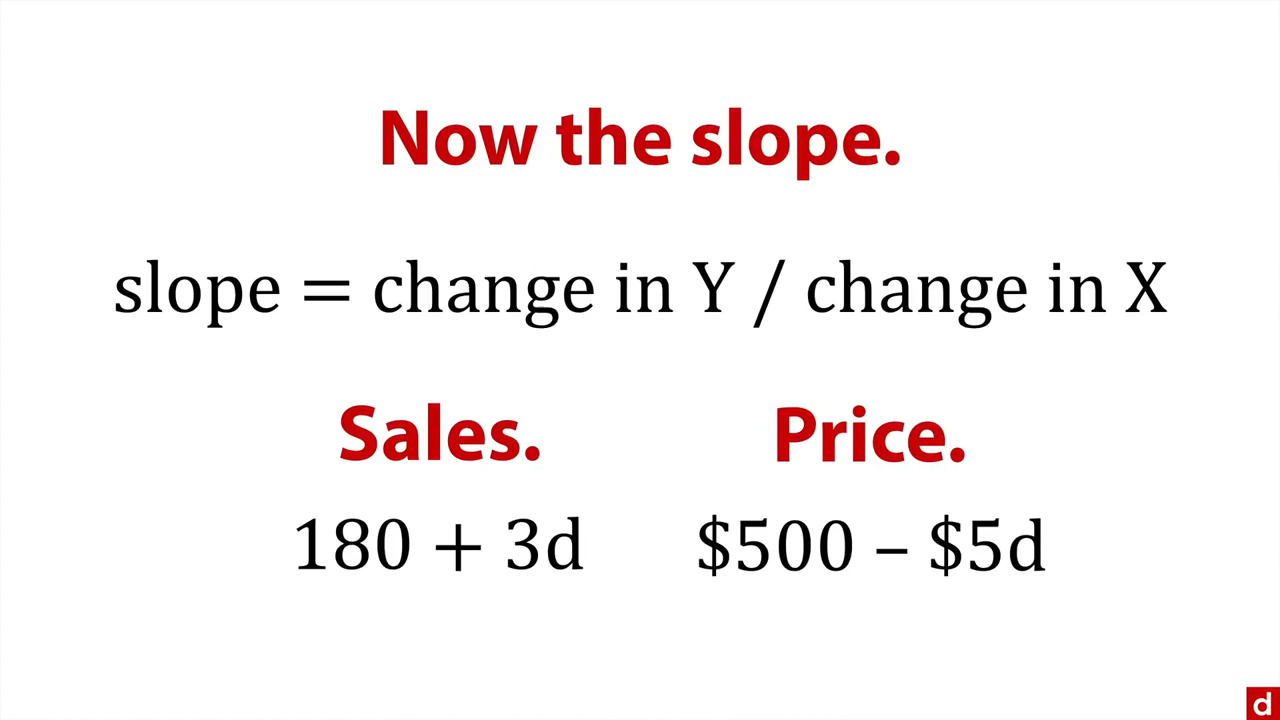 Now the slope.
slope = change in Y / change in X
Sales. Price.
180 + 3d $500 – $5d
d